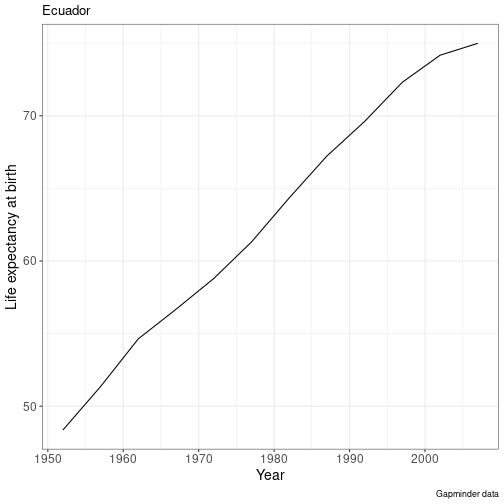 Ecuador
Life expectancy at birth
70
60
50
1950 1960 1970 1980 1990 2000
Year
Gapminder data